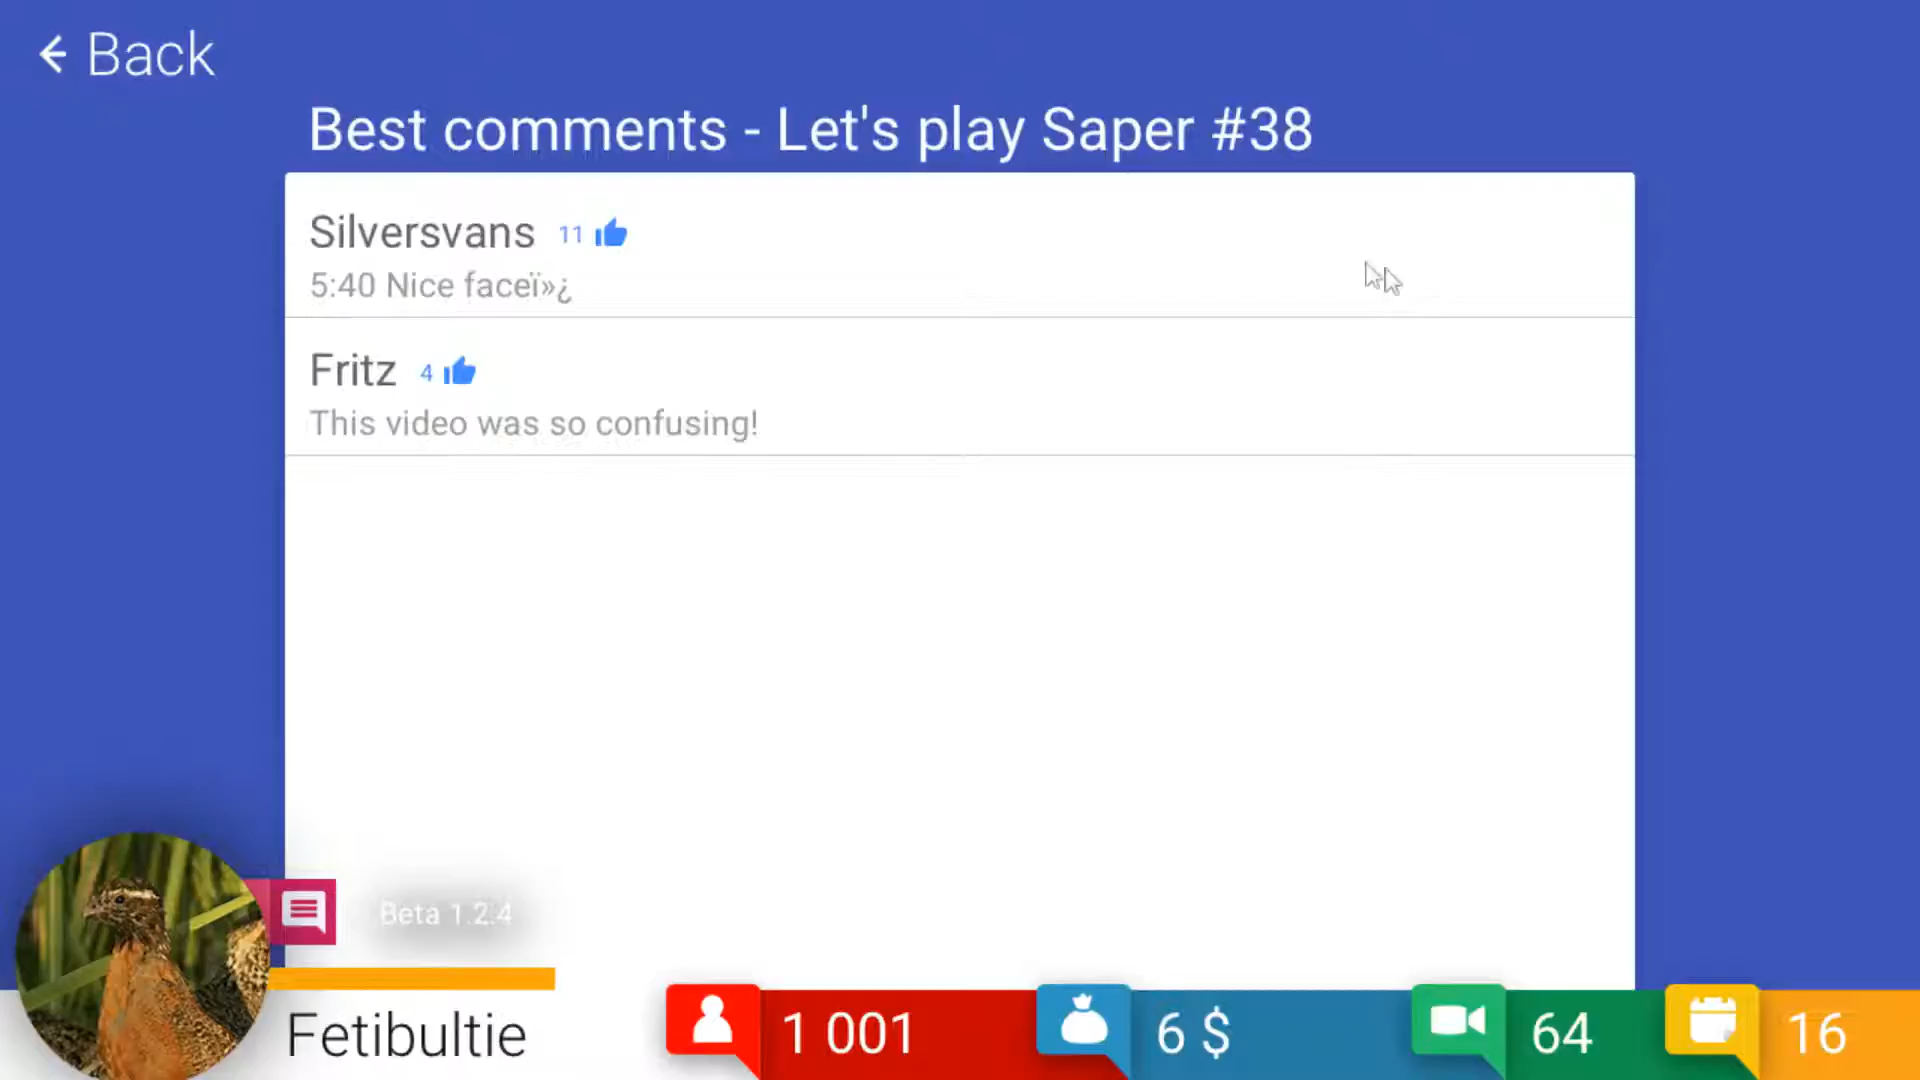 Back
Best comments - Let's play Saper #38
Silversvans 11
5:40 Nice faceï»¿
Fritz 4
This video was so confusing!
Beta 1.2.4
Fetibultie
1 001
6 $
64
16